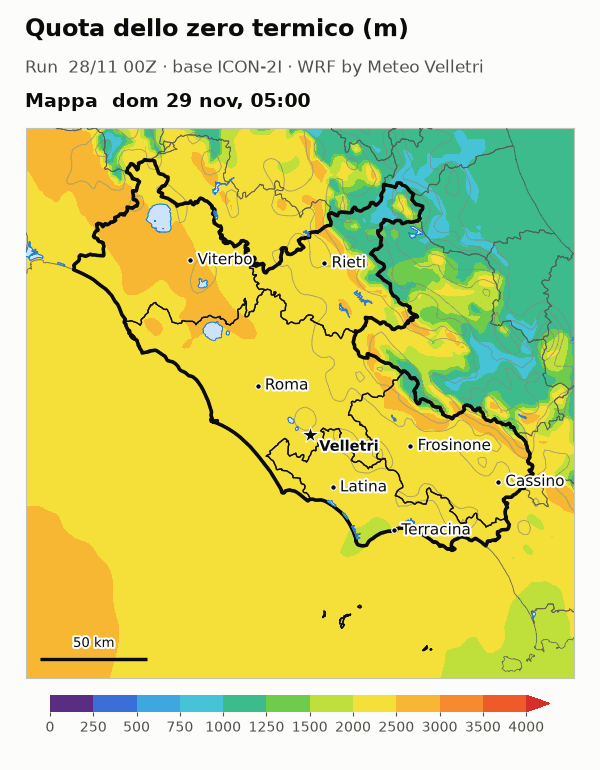 Quota dello zero termico (m)
Run  28/11 00Z · base ICON-2I · WRF by Meteo Velletri
Mappa  dom 29 nov, 05:00
Viterbo
Rieti
Roma
Velletri
Frosinone
Cassino
Latina
Terracina
50 km
0 250 500 750 1000 1250 1500 2000 2500 3000 3500 4000